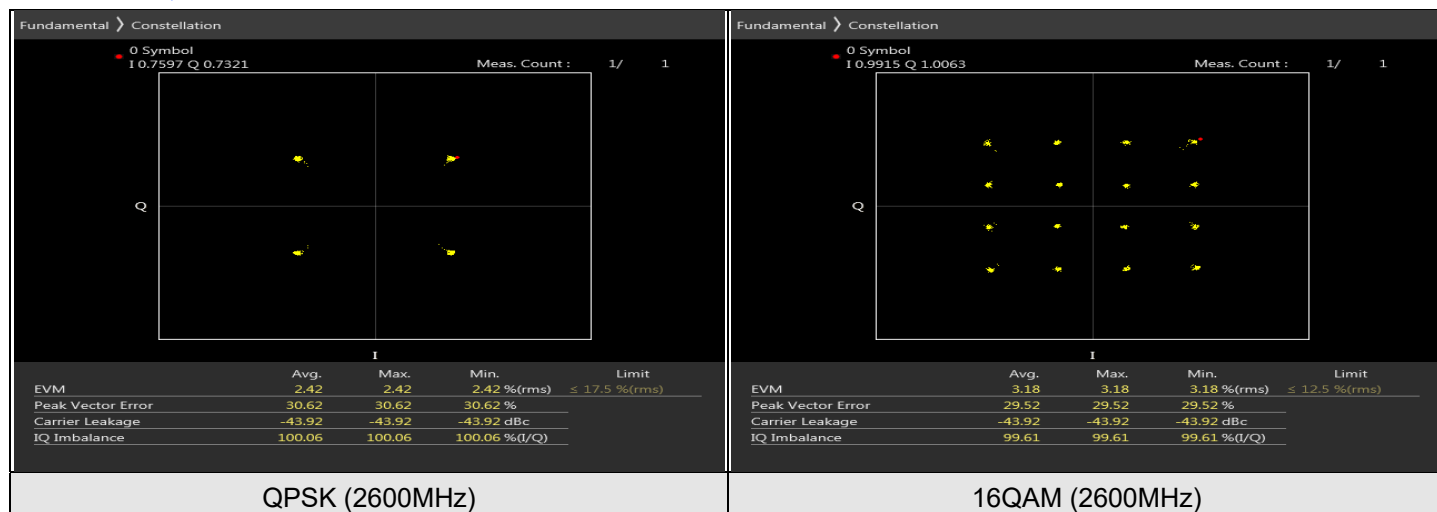 Fundamental ❯ Constellation
0 Symbol
I 0.7597 Q 0.7321 Meas. Count : 1/ 1
Q
I
Avg. Max. Min. Limit
EVM 2.42 2.42 2.42 %(rms) ≤ 17.5 %(rms)
Peak Vector Error 30.62 30.62 30.62 %
Carrier Leakage -43.92 -43.92 -43.92 dBc
IQ Imbalance 100.06 100.06 100.06 %(I/Q)
QPSK (2600MHz)
Fundamental ❯ Constellation
0 Symbol
I 0.9915 Q 1.0063 Meas. Count : 1/ 1
Q
I
Avg. Max. Min. Limit
EVM 3.18 3.18 3.18 %(rms) ≤ 12.5 %(rms)
Peak Vector Error 29.52 29.52 29.52 %
Carrier Leakage -43.92 -43.92 -43.92 dBc
IQ Imbalance 99.61 99.61 99.61 %(I/Q)
16QAM (2600MHz)